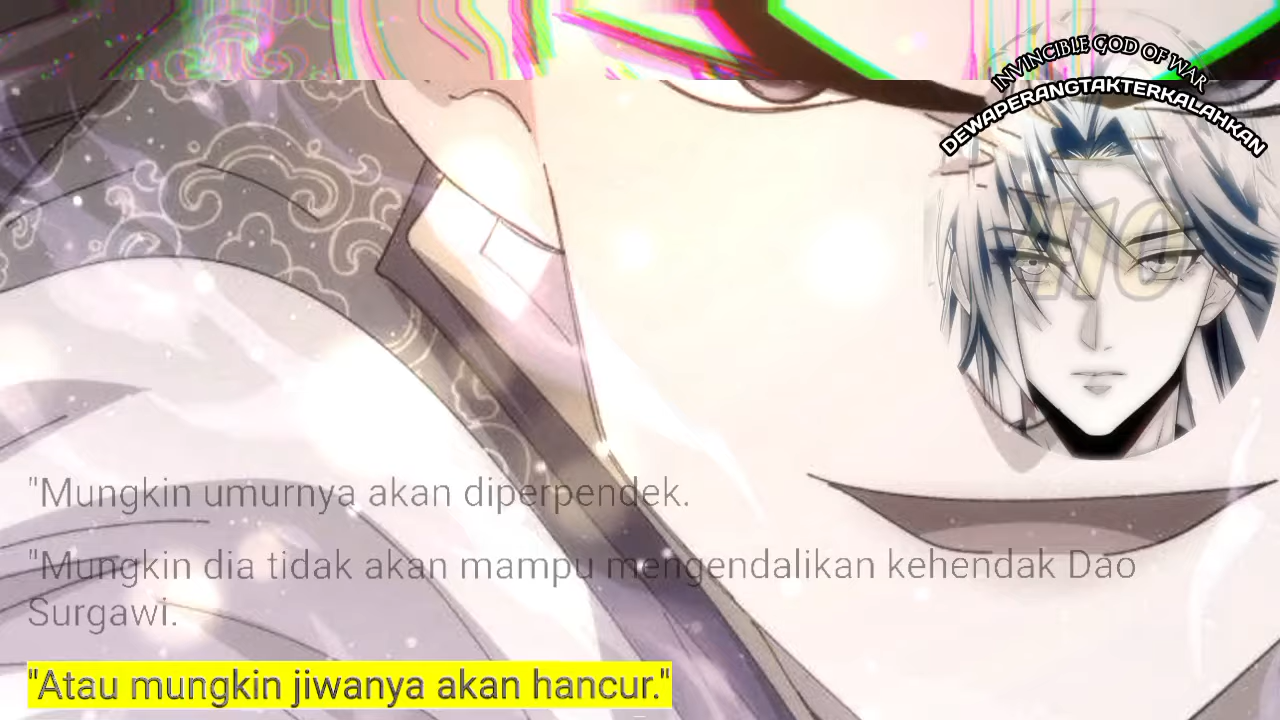 INVINCIBLE GOD OF WAR
DEWAPERANGTAKTERKALAHKAN
"Mungkin umurnya akan diperpendek.
"Mungkin dia tidak akan mampu mengendalikan kehendak Dao
Surgawi.
"Atau mungkin jiwanya akan hancur."